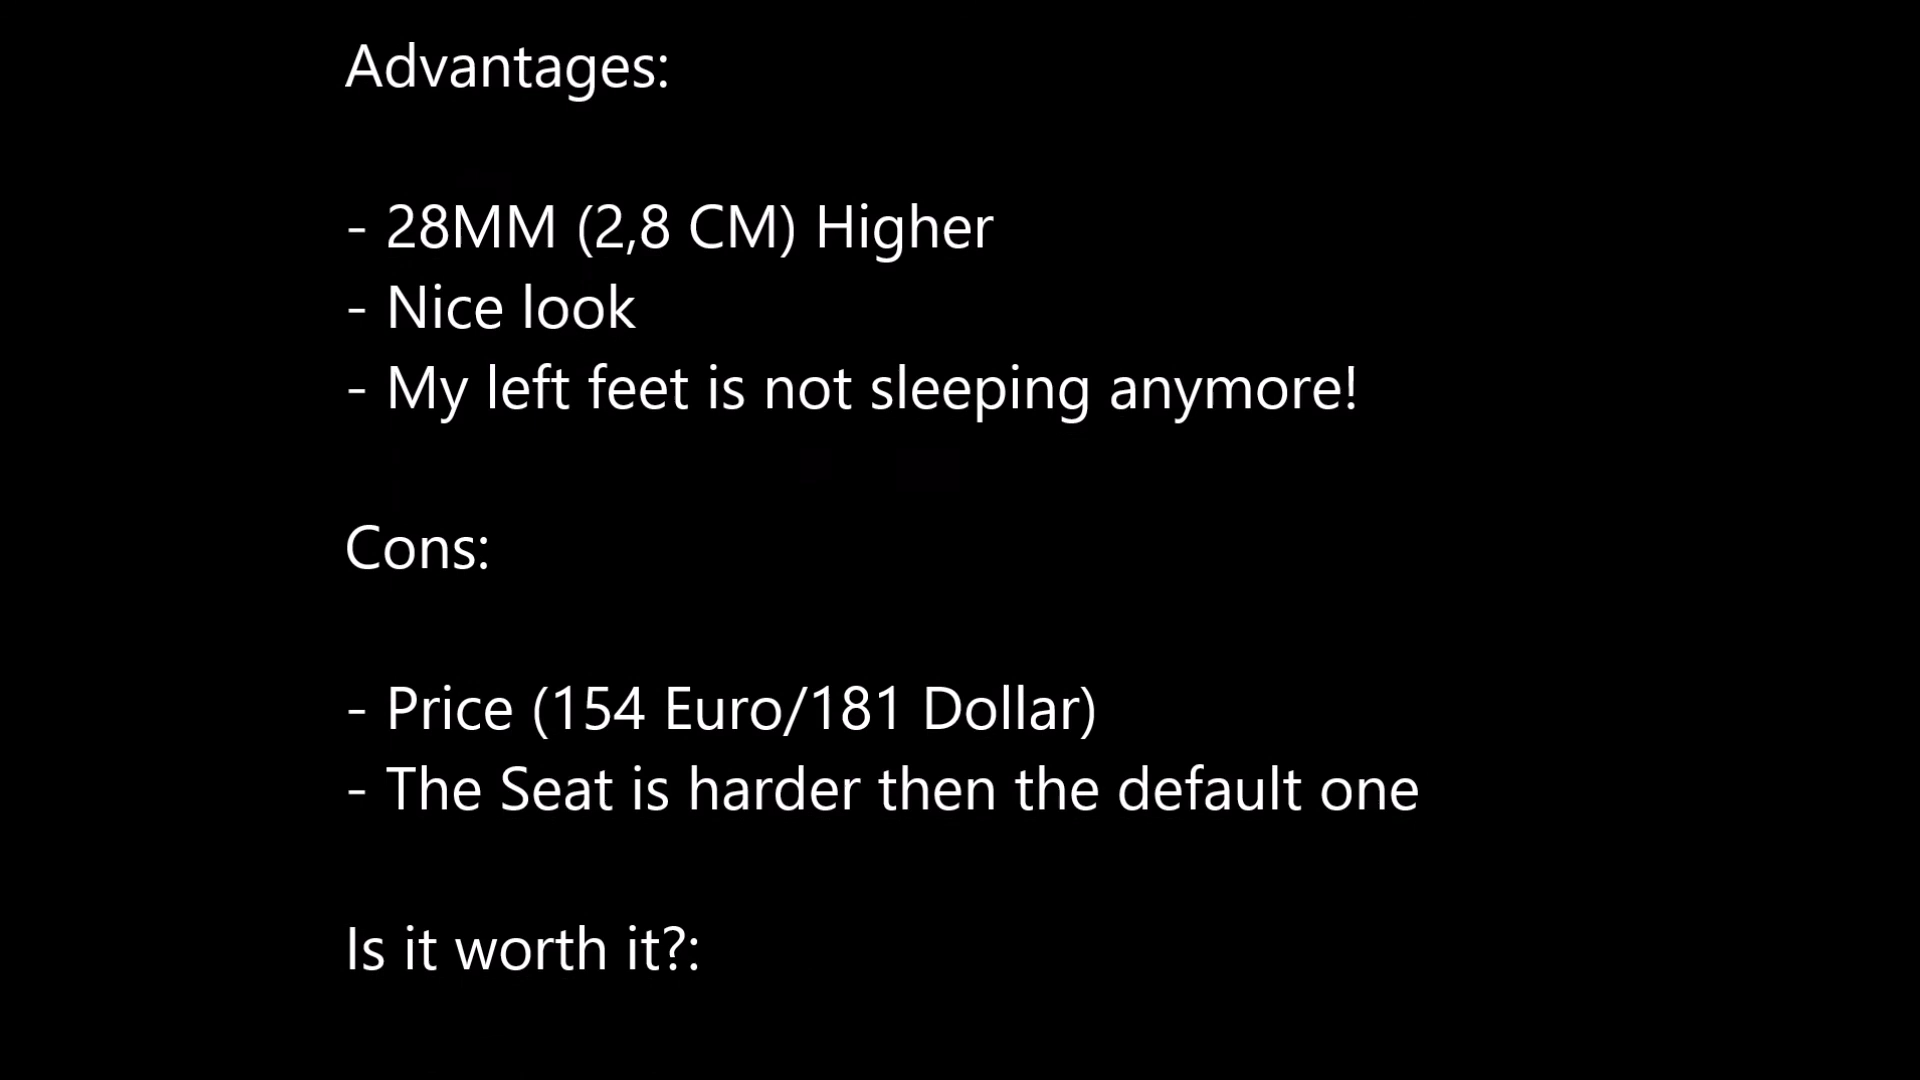 Advantages:
- 28MM (2,8 CM) Higher
- Nice look
- My left feet is not sleeping anymore!
Cons:
- Price (154 Euro/181 Dollar)
- The Seat is harder then the default one
Is it worth it?: